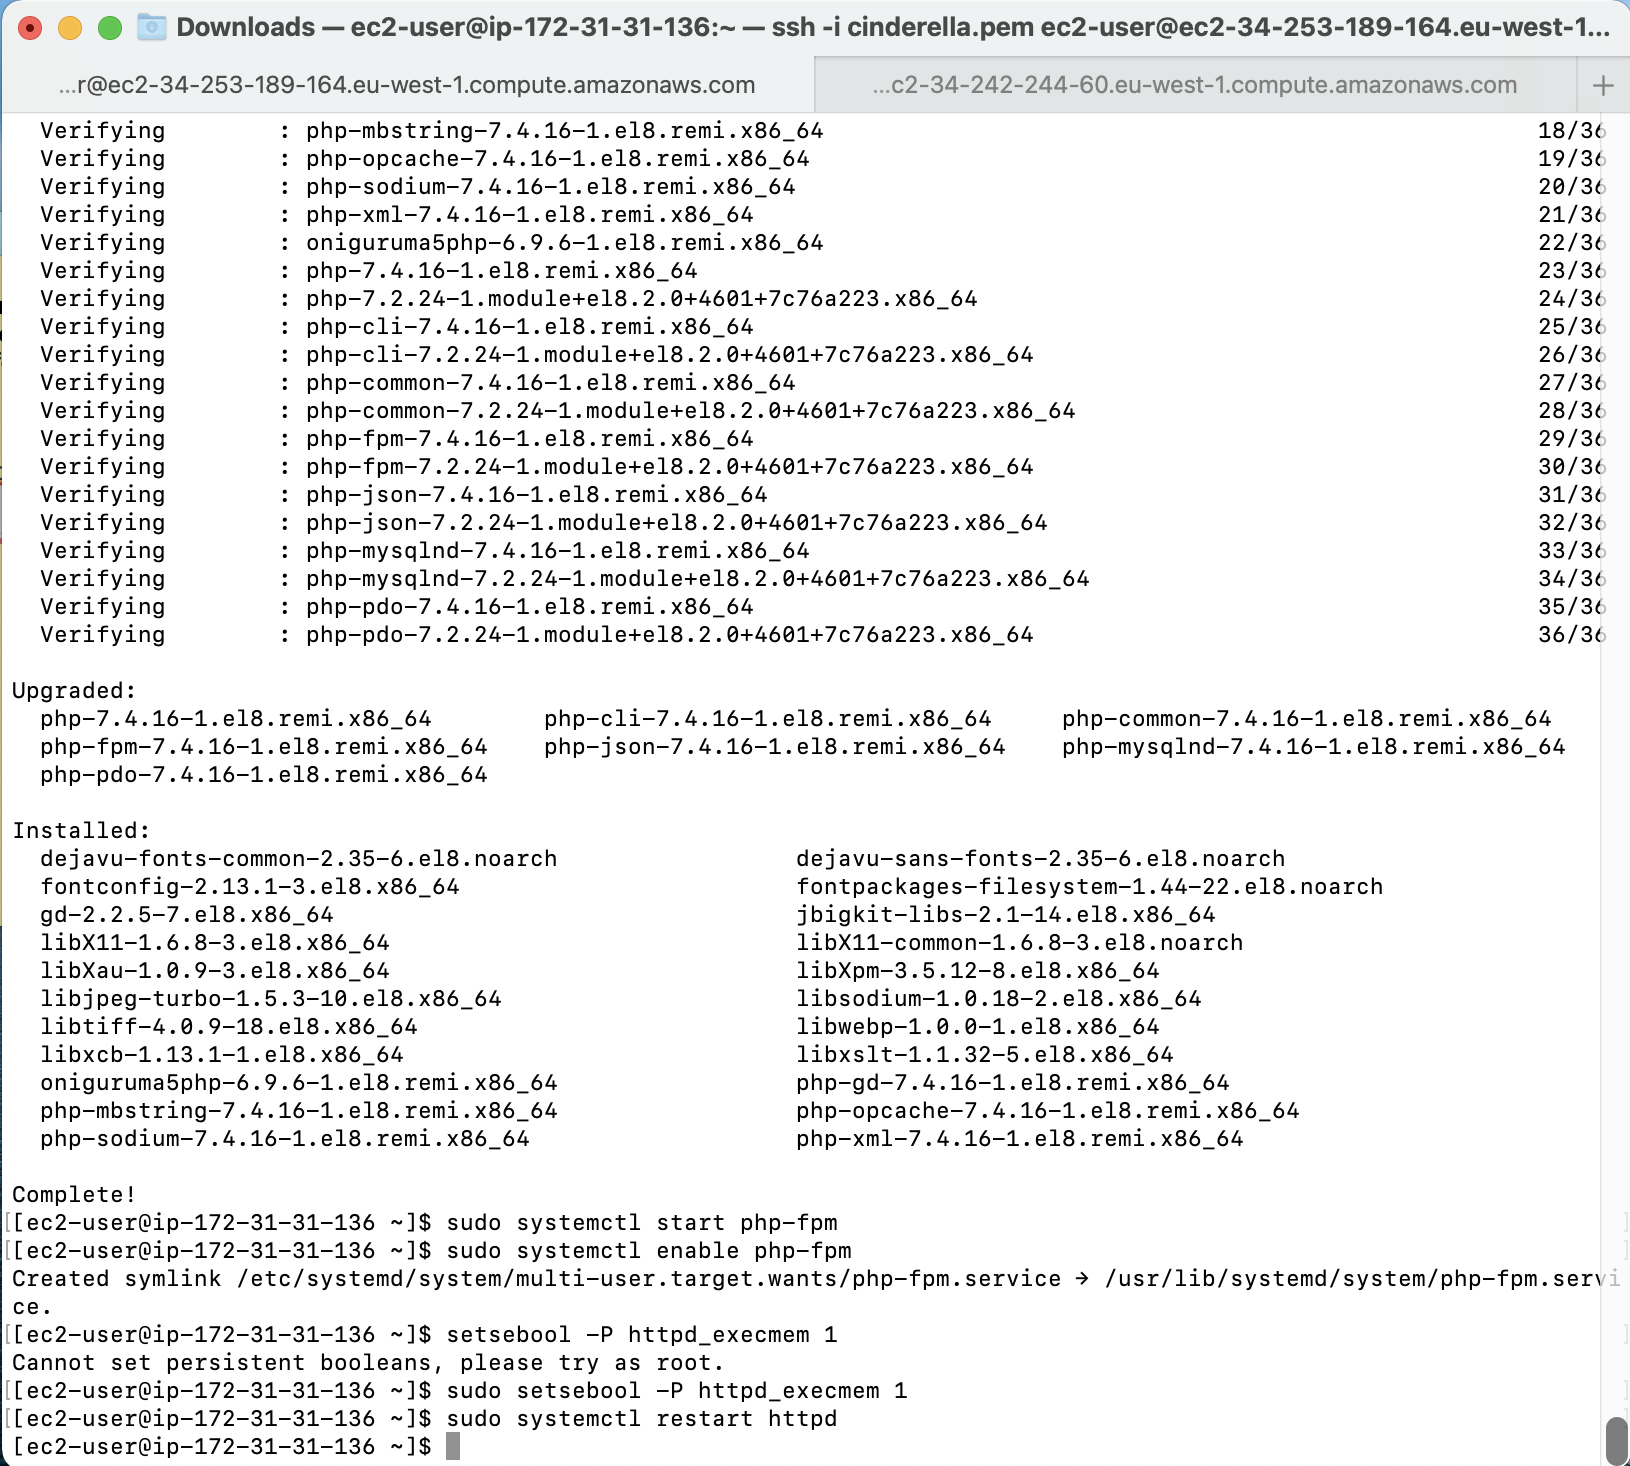 Downloads — ec2-user@ip-172-31-31-136:~ — ssh -i cinderella.pem ec2-user@ec2-34-253-189-164.eu-west-1...
...r@ec2-34-253-189-164.eu-west-1.compute.amazonaws.com ...c2-34-242-244-60.eu-west-1.compute.amazonaws.com +
Verifying : php-mbstring-7.4.16-1.el8.remi.x86_64 18/36
Verifying : php-opcache-7.4.16-1.el8.remi.x86_64 19/36
Verifying : php-sodium-7.4.16-1.el8.remi.x86_64 20/36
Verifying : php-xml-7.4.16-1.el8.remi.x86_64 21/36
Verifying : oniguruma5php-6.9.6-1.el8.remi.x86_64 22/36
Verifying : php-7.4.16-1.el8.remi.x86_64 23/36
Verifying : php-7.2.24-1.module+el8.2.0+4601+7c76a223.x86_64 24/36
Verifying : php-cli-7.4.16-1.el8.remi.x86_64 25/36
Verifying : php-cli-7.2.24-1.module+el8.2.0+4601+7c76a223.x86_64 26/36
Verifying : php-common-7.4.16-1.el8.remi.x86_64 27/36
Verifying : php-common-7.2.24-1.module+el8.2.0+4601+7c76a223.x86_64 28/36
Verifying : php-fpm-7.4.16-1.el8.remi.x86_64 29/36
Verifying : php-fpm-7.2.24-1.module+el8.2.0+4601+7c76a223.x86_64 30/36
Verifying : php-json-7.4.16-1.el8.remi.x86_64 31/36
Verifying : php-json-7.2.24-1.module+el8.2.0+4601+7c76a223.x86_64 32/36
Verifying : php-mysqlnd-7.4.16-1.el8.remi.x86_64 33/36
Verifying : php-mysqlnd-7.2.24-1.module+el8.2.0+4601+7c76a223.x86_64 34/36
Verifying : php-pdo-7.4.16-1.el8.remi.x86_64 35/36
Verifying : php-pdo-7.2.24-1.module+el8.2.0+4601+7c76a223.x86_64 36/36
Upgraded:
php-7.4.16-1.el8.remi.x86_64 php-cli-7.4.16-1.el8.remi.x86_64 php-common-7.4.16-1.el8.remi.x86_64
php-fpm-7.4.16-1.el8.remi.x86_64 php-json-7.4.16-1.el8.remi.x86_64 php-mysqlnd-7.4.16-1.el8.remi.x86_64
php-pdo-7.4.16-1.el8.remi.x86_64
Installed:
dejavu-fonts-common-2.35-6.el8.noarch dejavu-sans-fonts-2.35-6.el8.noarch
fontconfig-2.13.1-3.el8.x86_64 fontpackages-filesystem-1.44-22.el8.noarch
gd-2.2.5-7.el8.x86_64 jbigkit-libs-2.1-14.el8.x86_64
libX11-1.6.8-3.el8.x86_64 libX11-common-1.6.8-3.el8.noarch
libXau-1.0.9-3.el8.x86_64 libXpm-3.5.12-8.el8.x86_64
libjpeg-turbo-1.5.3-10.el8.x86_64 libsodium-1.0.18-2.el8.x86_64
libtiff-4.0.9-18.el8.x86_64 libwebp-1.0.0-1.el8.x86_64
libxcb-1.13.1-1.el8.x86_64 libxslt-1.1.32-5.el8.x86_64
oniguruma5php-6.9.6-1.el8.remi.x86_64 php-gd-7.4.16-1.el8.remi.x86_64
php-mbstring-7.4.16-1.el8.remi.x86_64 php-opcache-7.4.16-1.el8.remi.x86_64
php-sodium-7.4.16-1.el8.remi.x86_64 php-xml-7.4.16-1.el8.remi.x86_64
Complete!
[[ec2-user@ip-172-31-31-136 ~]$ sudo systemctl start php-fpm ]
[[ec2-user@ip-172-31-31-136 ~]$ sudo systemctl enable php-fpm ]
Created symlink /etc/systemd/system/multi-user.target.wants/php-fpm.service → /usr/lib/systemd/system/php-fpm.servi
ce.
[[ec2-user@ip-172-31-31-136 ~]$ setsebool -P httpd_execmem 1 ]
Cannot set persistent booleans, please try as root.
[[ec2-user@ip-172-31-31-136 ~]$ sudo setsebool -P httpd_execmem 1 ]
[[ec2-user@ip-172-31-31-136 ~]$ sudo systemctl restart httpd ]
[ec2-user@ip-172-31-31-136 ~]$